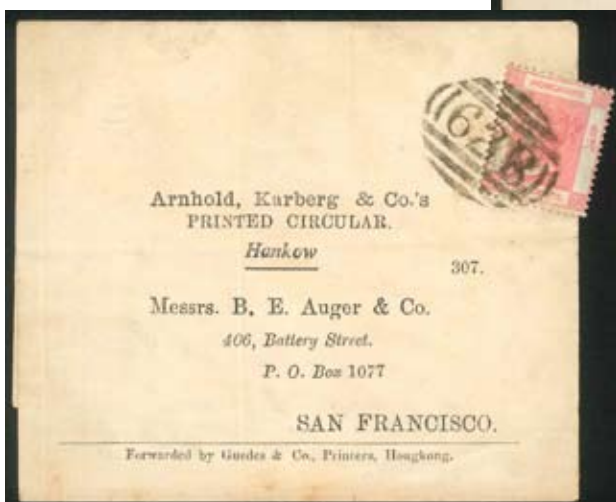 HONGKONG
62B
Arnhold, Karberg & Co.'s
PRINTED CIRCULAR.
Hankow
307.
Messrs. B. E. Auger & Co.
406, Battery Street.
P. O. Box 1077
SAN FRANCISCO.
Forwarded by Guedes & Co., Printers, Hongkong.